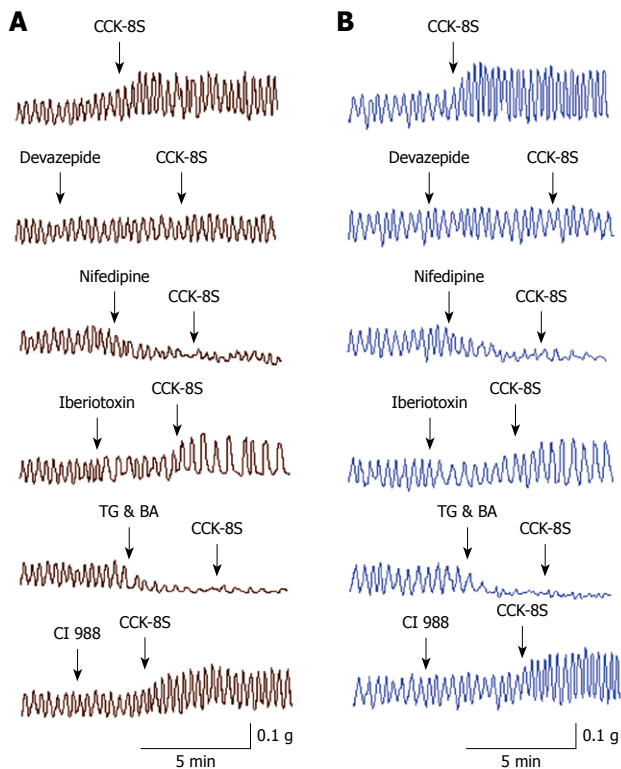 A
B
CCK-8S
CCK-8S
Devazepide
CCK-8S
Devazepide
CCK-8S
Nifedipine
CCK-8S
Nifedipine
CCK-8S
Iberiotoxin
CCK-8S
Iberiotoxin
CCK-8S
TG & BA
CCK-8S
TG & BA
CCK-8S
CI 988
CCK-8S
CI 988
CCK-8S
0.1 g
5 min
0.1 g
5 min